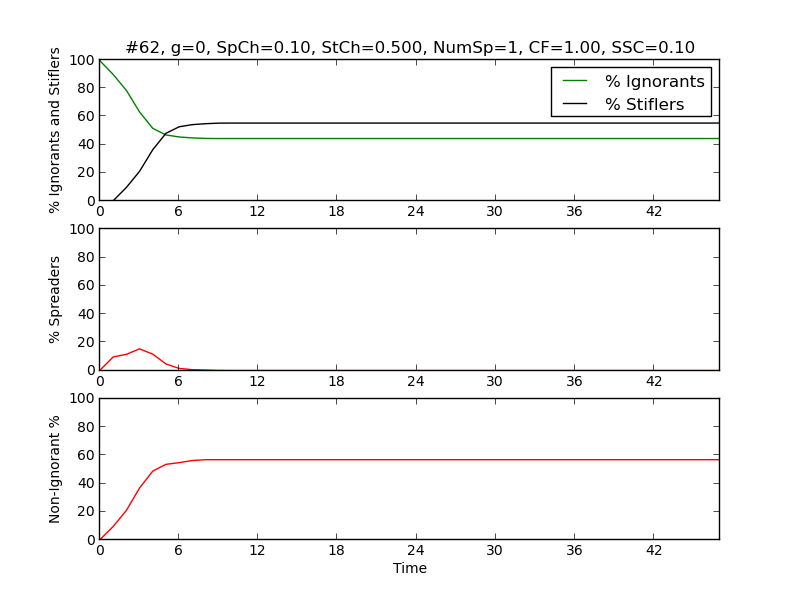 #62, g=0, SpCh=0.10, StCh=0.500, NumSp=1, CF=1.00, SSC=0.10
% Ignorants and Stiflers
100
80
60
40
20
0
% Ignorants
% Stiflers
0 6 12 18 24 30 36 42
% Spreaders
100
80
60
40
20
0
0 6 12 18 24 30 36 42
Non-Ignorant %
100
80
60
40
20
0
0 6 12 18 24 30 36 42
Time